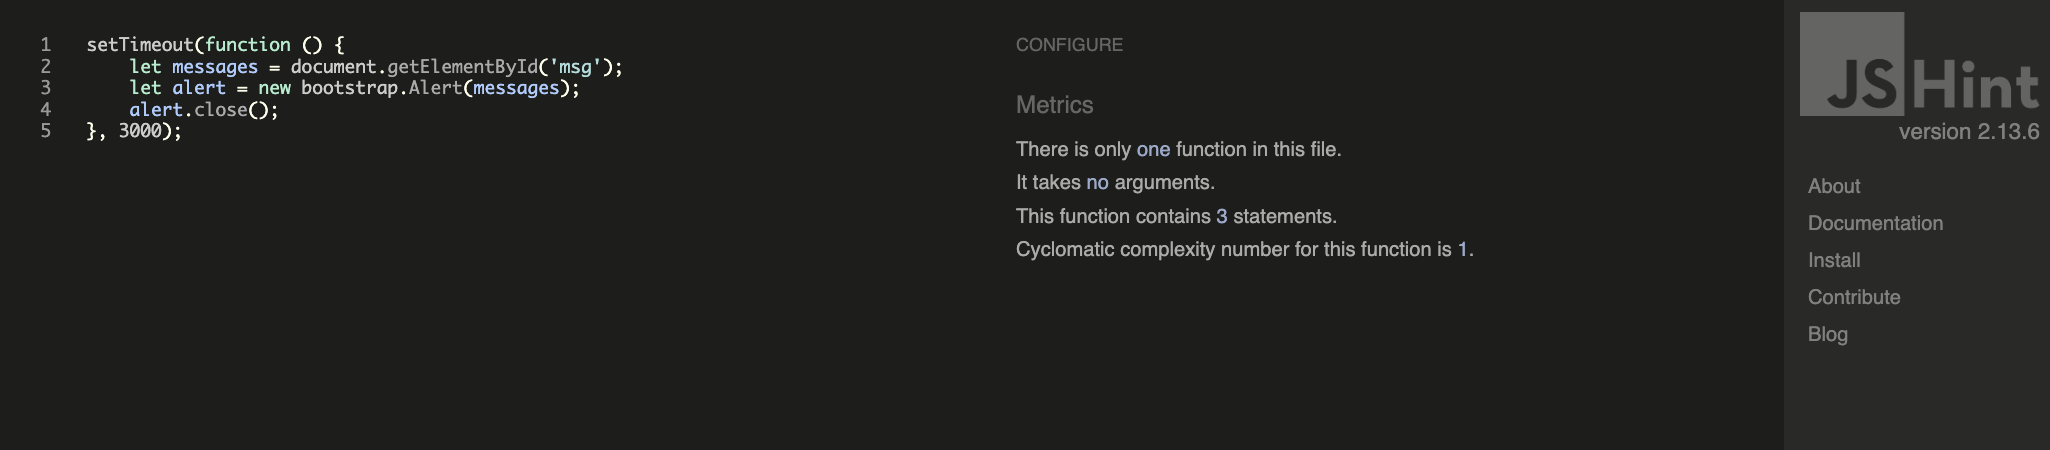 1 setTimeout(function () {
2     let messages = document.getElementById('msg');
3     let alert = new bootstrap.Alert(messages);
4     alert.close();
5 }, 3000);
CONFIGURE
Metrics
There is only one function in this file.
It takes no arguments.
This function contains 3 statements.
Cyclomatic complexity number for this function is 1.
JSHint
version 2.13.6
About
Documentation
Install
Contribute
Blog